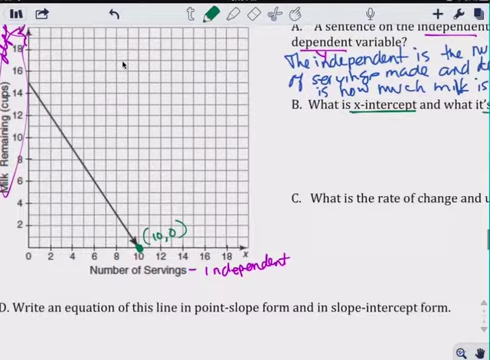 A. A sentence on the independent
dependent variable?
The independent is the
of servings made and
is how much milk is
B. What is x-intercept and what it's
C. What is the rate of change and
18
16
14
12
10
8
6
4
2
Milk Remaining (cups)
(10,0)
0 2 4 6 8 10 12 14 16 18 x
Number of Servings - independent
D. Write an equation of this line in point-slope form and in slope-intercept form.